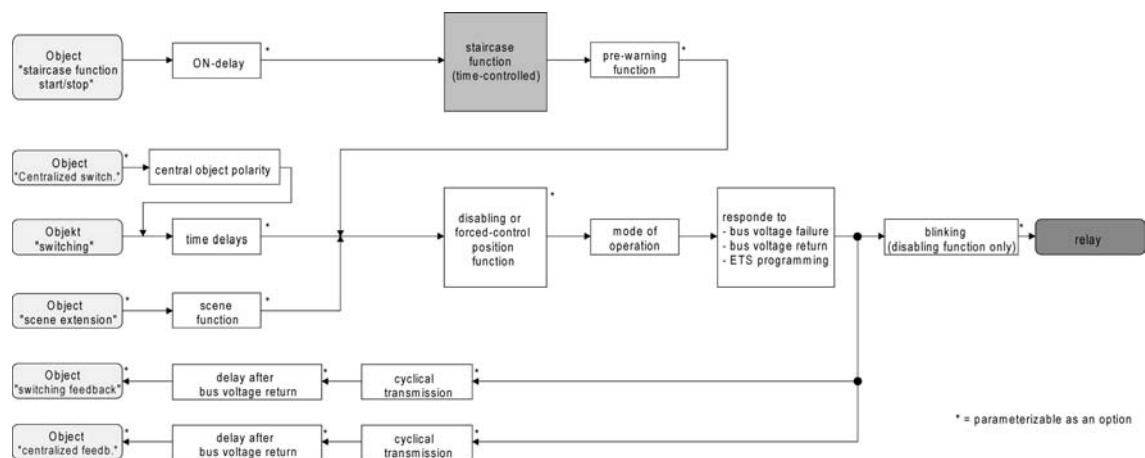 Object
"staircase function
start/stop"
*
ON-delay
*
staircase
function
(time-controlled)
pre-warning
function
*
Object
"Centralized switch."
*
central object polarity
Objekt
"switching"
time delays
*
disabling or
forced-control
position
function
*
mode of
operation
responde to
- bus voltage failure
- bus voltage return
- ETS programming
blinking
(disabling function only)
*
relay
Object
"scene extension"
*
scene
function
*
Object
"switching feedback"
*
delay after
bus voltage return
*
cyclical
transmission
*
Object
"centralized feedb."
*
delay after
bus voltage return
*
cyclical
transmission
*
* = parameterizable as an option